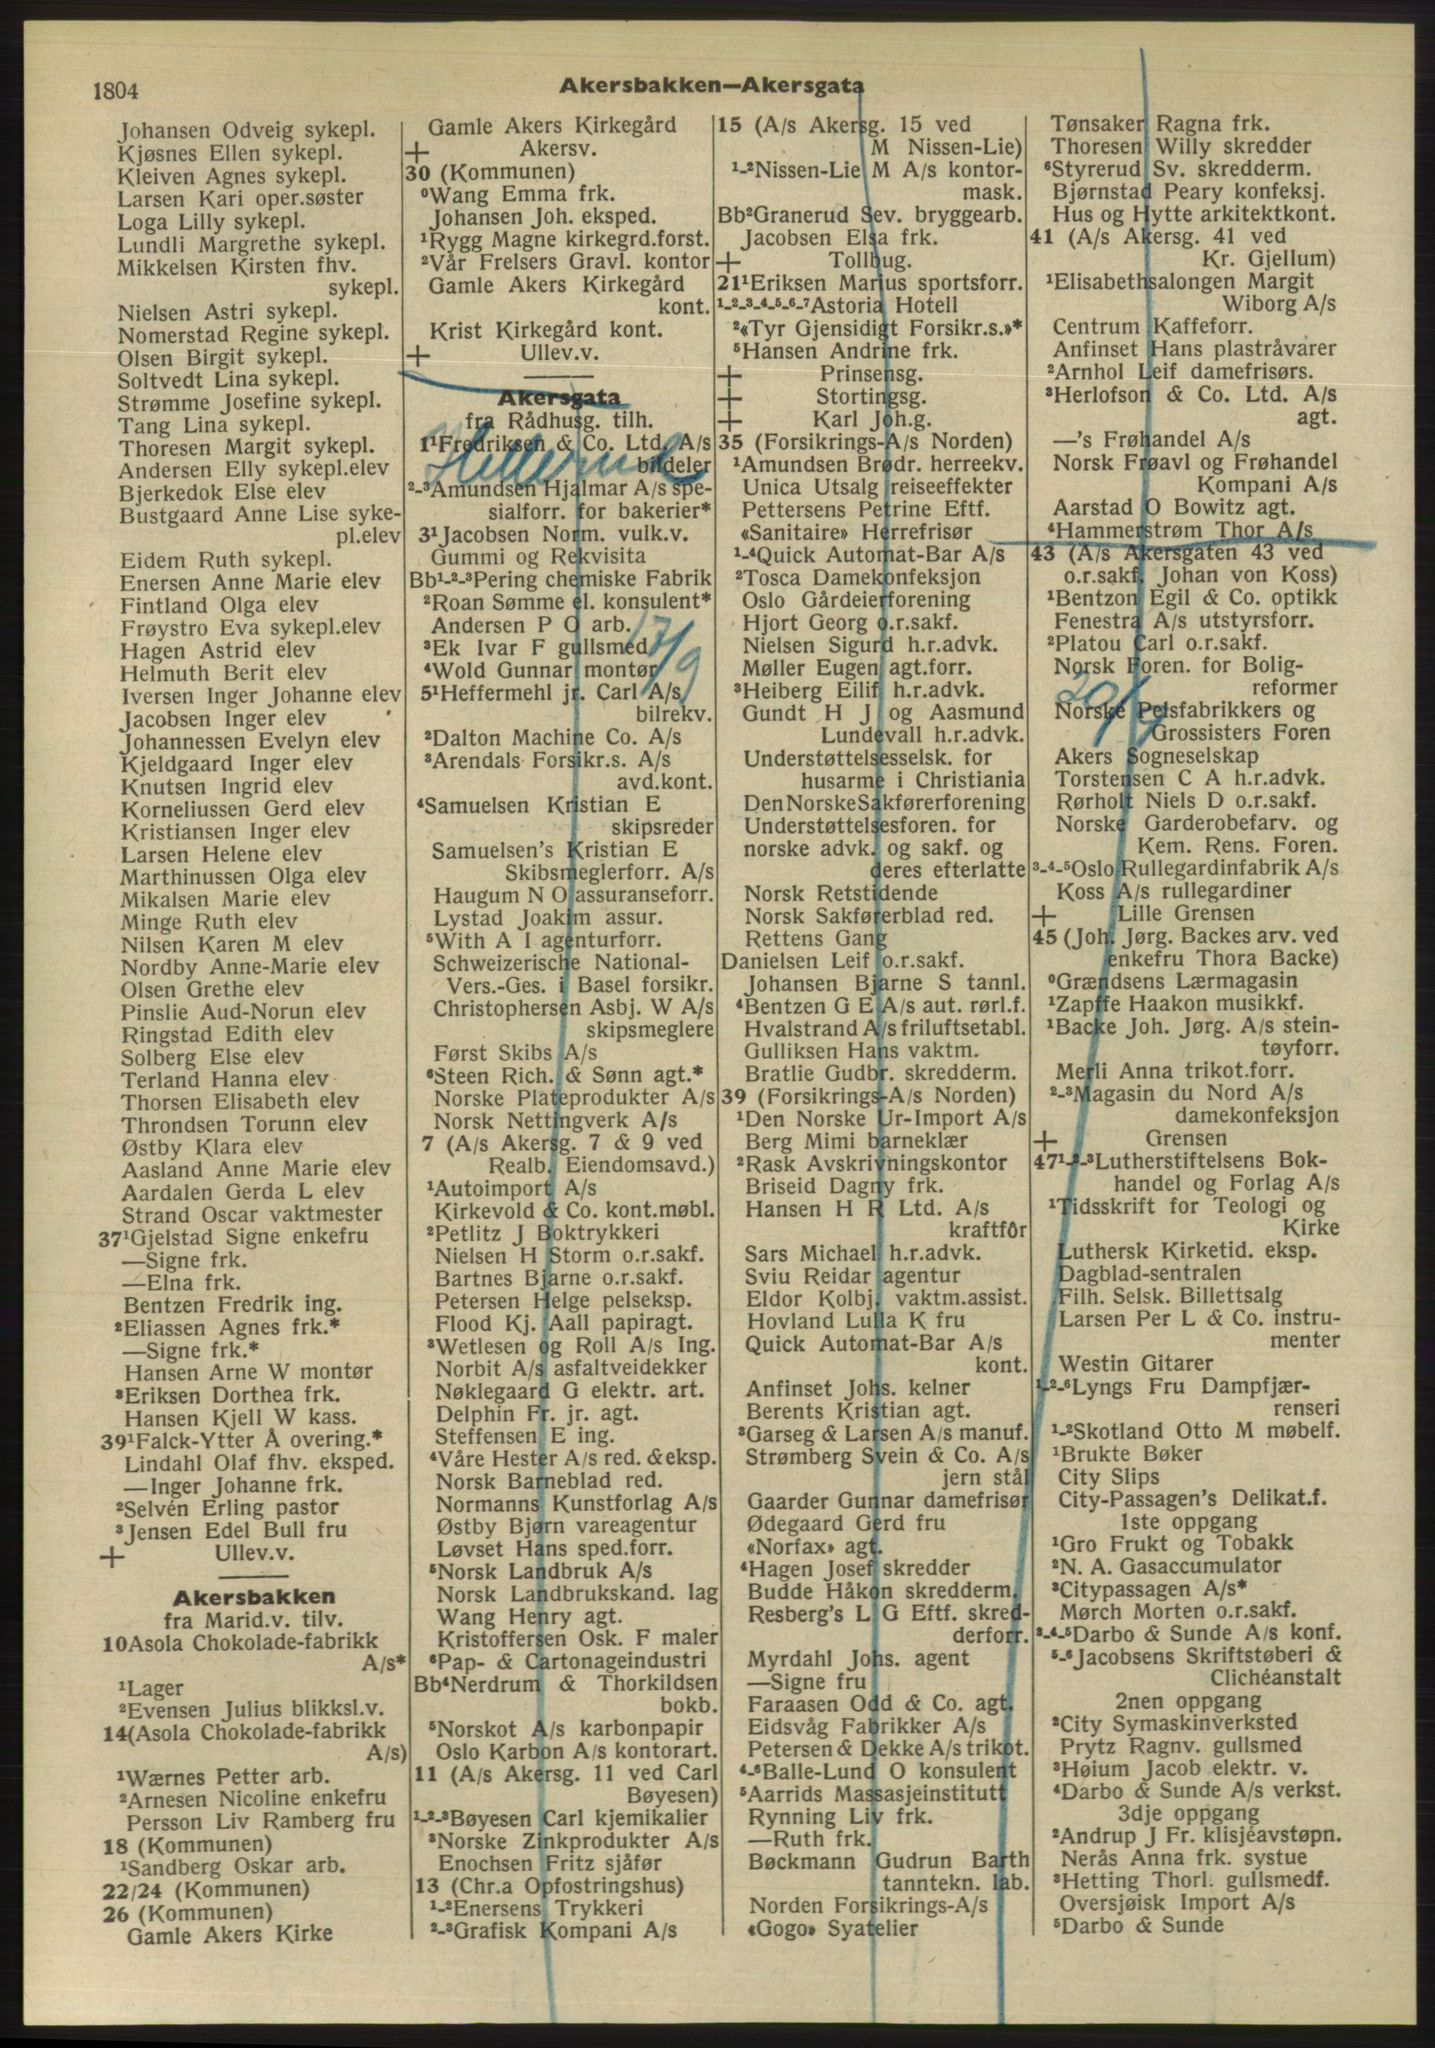 1804
Akersbakken—Akersgata
Johansen Odveig sykepl.
Kjøsnes Ellen sykepl.
Kleiven Agnes sykepl.
Larsen Kari oper.søster
Loga Lilly sykepl.
Lundli Margrethe sykepl.
Mikkelsen Kirsten fhv.
sykepl.
Nielsen Astri sykepl.
Nomerstad Regine sykepl.
Olsen Birgit sykepl.
Soltvedt Lina sykepl.
Strømme Josefine sykepl.
Tang Lina sykepl.
Thoresen Margit sykepl.
Andersen Elly sykepl.elev
Bjerkedok Else elev
Bustgaard Anne Lise syke-
pl.elev
Eidem Ruth sykepl.
Enersen Anne Marie elev
Fintland Olga elev
Frøystro Eva sykepl.elev
Hagen Astrid elev
Helmuth Berit elev
Iversen Inger Johanne elev
Jacobsen Inger elev
Johannessen Evelyn elev
Kjeldgaard Inger elev
Knutsen Ingrid elev
Korneliussen Gerd elev
Kristiansen Inger elev
Larsen Helene elev
Marthinussen Olga elev
Mikalsen Marie elev
Minge Ruth elev
Nilsen Karen M elev
Nordby Anne-Marie elev
Olsen Grethe elev
Pinslie Aud-Norun elev
Ringstad Edith elev
Solberg Else elev
Terland Hanna elev
Thorsen Elisabeth elev
Throndsen Torunn elev
Østby Klara elev
Aasland Anne Marie elev
Aardalen Gerda L elev
Strand Oscar vaktmester
37¹Gjelstad Signe enkefru
—Signe frk.
—Elna frk.
Bentzen Fredrik ing.
²Eliassen Agnes frk.*
—Signe frk.*
Hansen Arne W montør
³Eriksen Dorthea frk.
Hansen Kjell W kass.
39¹Falck-Ytter Å overing.*
Lindahl Olaf fhv. eksped.
—Inger Johanne frk.
²Selvén Erling pastor
³Jensen Edel Bull fru
+ Ullev.v.
Akersbakken
fra Marid.v. tilv.
10Asola Chokolade-fabrikk
A/s*
¹Lager
²Evensen Julius blikksl.v.
14(Asola Chokolade-fabrikk
A/s)
¹Wærnes Petter arb.
²Arnesen Nicoline enkefru
Persson Liv Ramberg fru
18 (Kommunen)
¹Sandberg Oskar arb.
22/24 (Kommunen)
26 (Kommunen)
Gamle Akers Kirke
Gamle Akers Kirkegård
+ Akersv.
30 (Kommunen)
⁰Wang Emma frk.
Johansen Joh. eksped.
¹Rygg Magne kirkegrd.forst.
²Vår Frelsers Gravl. kontor
Gamle Akers Kirkegård
kont.
Krist Kirkegård kont.
+ Ullev.v.
Akersgata
fra Rådhusg. tilh.
1¹Fredriksen & Co. Ltd. A/s
bildeler
²-³Amundsen Hjalmar A/s spe-
sialforr. for bakerier*
3¹Jacobsen Norm. vulk.v.
Gummi og Rekvisita
Bb¹-²-³Pering chemiske Fabrik
²Roan Sømme el. konsulent*
Andersen P O arb.
17/9
³Ek Ivar F gullsmed
⁴Wold Gunnar montør
5¹Heffermehl jr. Carl A/s
bilrekv.
²Dalton Machine Co. A/s
³Arendals Forsikr.s. A/s
avd.kont.
⁴Samuelsen Kristian E
skipsreder
Samuelsen's Kristian E
Skibsmeglerforr. A/s
Haugum N O assuranseforr.
Lystad Joakim assur.
⁵With A I agenturforr.
Schweizerische National-
Vers.-Ges. i Basel forsikr.
Christophersen Asbj. W A/s
skipsmeglere
Først Skibs A/s
⁶Steen Rich. & Sønn agt.*
Norske Plateprodukter A/s
Norsk Nettingverk A/s
7 (A/s Akersg. 7 & 9 ved
Realb. Eiendomsavd.)
¹Autoimport A/s
Kirkevold & Co. kont.møbl.
²Petlitz J Boktrykkeri
Nielsen H Storm o.r.sakf.
Bartnes Bjarne o.r.sakf.
Petersen Helge pelseksp.
Flood Kj. Aall papiragt.
³Wetlesen og Roll A/s Ing.
Norbit A/s asfaltveidekker
Nøklegaard G elektr. art.
Delphin Fr. jr. agt.
Steffensen E ing.
⁴Våre Hester A/s red. & eksp.
Norsk Barneblad red.
Normanns Kunstforlag A/s
Østby Bjørn vareagentur
Løvset Hans sped.forr.
⁵Norsk Landbruk A/s
Norsk Landbrukskand. lag
Wang Henry agt.
Kristoffersen Osk. F maler
⁶Pap- & Cartonageindustri
Bb⁴Nerdrum & Thorkildsen
bokb.
⁵Norskot A/s karbonpapir
Oslo Karbon A/s kontorart.
11 (A/s Akersg. 11 ved Carl
Bøyesen)
¹-²-³Bøyesen Carl kjemikalier
³Norske Zinkprodukter A/s
Enochsen Fritz sjåfør
13 (Chr.a Opfostringshus)
¹-²Enersens Trykkeri
²-³Grafisk Kompani A/s
15 (A/s Akersg. 15 ved
M Nissen-Lie)
¹-²Nissen-Lie M A/s kontor-
mask.
Bb²Granerud Sev. bryggearb.
Jacobsen Elsa frk.
+ Tollbug.
21¹Eriksen Marius sportsforr.
¹-²-³-⁴-⁵-⁶-⁷Astoria Hotell
²«Tyr Gjensidigt Forsikr.s.»*
⁵Hansen Andrine frk.
+ Prinsensg.
+ Stortingsg.
+ Karl Joh.g.
35 (Forsikrings-A/s Norden)
¹Amundsen Brødr. herreekv.
Unica Utsalg reiseeffekter
Pettersens Petrine Eftf.
«Sanitaire» Herrefrisør
¹-⁴Quick Automat-Bar A/s
²Tosca Damekonfeksjon
Oslo Gårdeierforening
Hjort Georg o.r.sakf.
Nielsen Sigurd h.r.advk.
Møller Eugen agt.forr.
³Heiberg Eilif h.r.advk.
Gundt H J og Aasmund
Lundevall h.r.advk.
Understøttelsesselsk. for
husarme i Christiania
Den Norske Sakførerforening
Understøttelsesforen. for
norske advk. og sakf. og
deres efterlatte
Norsk Retstidende
Norsk Sakførerblad red.
Rettens Gang
Danielsen Leif o.r.sakf.
Johansen Bjarne S tannl.
⁴Bentzen G E A/s aut. rørl.f.
Hvalstrand A/s friluftsetabl.
Gulliksen Hans vaktm.
Bratlie Gudbr. skredderm.
39 (Forsikrings-A/s Norden)
¹Den Norske Ur-Import A/s
Berg Mimi barneklær
²Rask Avskrivningskontor
Briseid Dagny frk.
Hansen H R Ltd. A/s
kraftfôr
Sars Michael h.r.advk.
Sviu Reidar agentur
Eldor Kolbj. vaktm.assist.
Hovland Lulla K fru
Quick Automat-Bar A/s
kont.
Anfinset Johs. kelner
Berents Kristian agt.
³Garseg & Larsen A/s manuf.
Strømberg Svein & Co. A/s
jern stål
Gaarder Gunnar damefrisør
Ødegaard Gerd fru
«Norfax» agt.
⁴Hagen Josef skredder
Budde Håkon skredderm.
Resberg's L G Eftf. skred-
derforr.
Myrdahl Johs. agent
—Signe fru
Faraasen Odd & Co. agt.
Eidsvåg Fabrikker A/s
Petersen & Dekke A/s trikot.
⁴-⁶Balle-Lund O konsulent
⁵Aarrids Massasjeinstitutt
Rynning Liv frk.
—Ruth frk.
Bøckmann Gudrun Barth
tanntekn. lab.
Norden Forsikrings-A/s
«Gogo» Syatelier
Tønsaker Ragna frk.
Thoresen Willy skredder
⁶Styrerud Sv. skredderm.
Bjørnstad Peary konfeksj.
Hus og Hytte arkitektkont.
41 (A/s Akersg. 41 ved
Kr. Gjellum)
¹Elisabethsalongen Margit
Wiborg A/s
Centrum Kaffeforr.
Anfinset Hans plastråvarer
²Arnhol Leif damefrisørs.
³Herlofson & Co. Ltd. A/s
agt.
—'s Frøhandel A/s
Norsk Frøavl og Frøhandel
Kompani A/s
Aarstad O Bowitz agt.
⁴Hammerstrøm Thor A/s
43 (A/s Akersgaten 43 ved
o.r.sakf. Johan von Koss)
¹Bentzon Egil & Co. optikk
Fenestra A/s utstyrsforr.
²Platou Carl o.r.sakf.
Norsk Foren. for Bolig-
reformer
Norske Pelsfabrikkers og
Grossisters Foren
Akers Sogneselskap
Torstensen C A h.r.advk.
Rørholt Niels D o.r.sakf.
Norske Garderobefarv. og
Kem. Rens. Foren.
³-⁴-⁵Oslo Rullegardinfabrik A/s
Koss A/s rullegardiner
+ Lille Grensen
45 (Joh. Jørg. Backes arv. ved
enkefru Thora Backe)
⁰Grændsens Lærmagasin
¹Zapffe Haakon musikkf.
¹Backe Joh. Jørg. A/s stein-
tøyforr.
Merli Anna trikot.forr.
²-³Magasin du Nord A/s
damekonfeksjon
+ Grensen
47¹-²-³Lutherstiftelsens Bok-
handel og Forlag A/s
¹Tidsskrift for Teologi og
Kirke
Luthersk Kirketid. eksp.
Dagblad-sentralen
Filh. Selsk. Billettsalg
Larsen Per L & Co. instru-
menter
Westin Gitarer
¹-²-⁶Lyngs Fru Dampfjær-
renseri
¹-²Skotland Otto M møbelf.
¹Brukte Bøker
City Slips
City-Passagen's Delikat.f.
1ste oppgang
¹Gro Frukt og Tobakk
²N. A. Gasaccumulator
³Citypassagen A/s*
Mørch Morten o.r.sakf.
³-⁴-⁵Darbo & Sunde A/s konf.
⁵-⁶Jacobsens Skriftstøberi &
Clichéanstalt
2nen oppgang
²City Symaskinverksted
Prytz Ragnv. gullsmed
³Høium Jacob elektr. v.
⁴Darbo & Sunde A/s verkst.
3dje oppgang
²Andrup J Fr. klisjéavstøpn.
Nerås Anna frk. systue
³Hetting Thorl. gullsmedf.
Oversjøisk Import A/s
⁵Darbo & Sunde